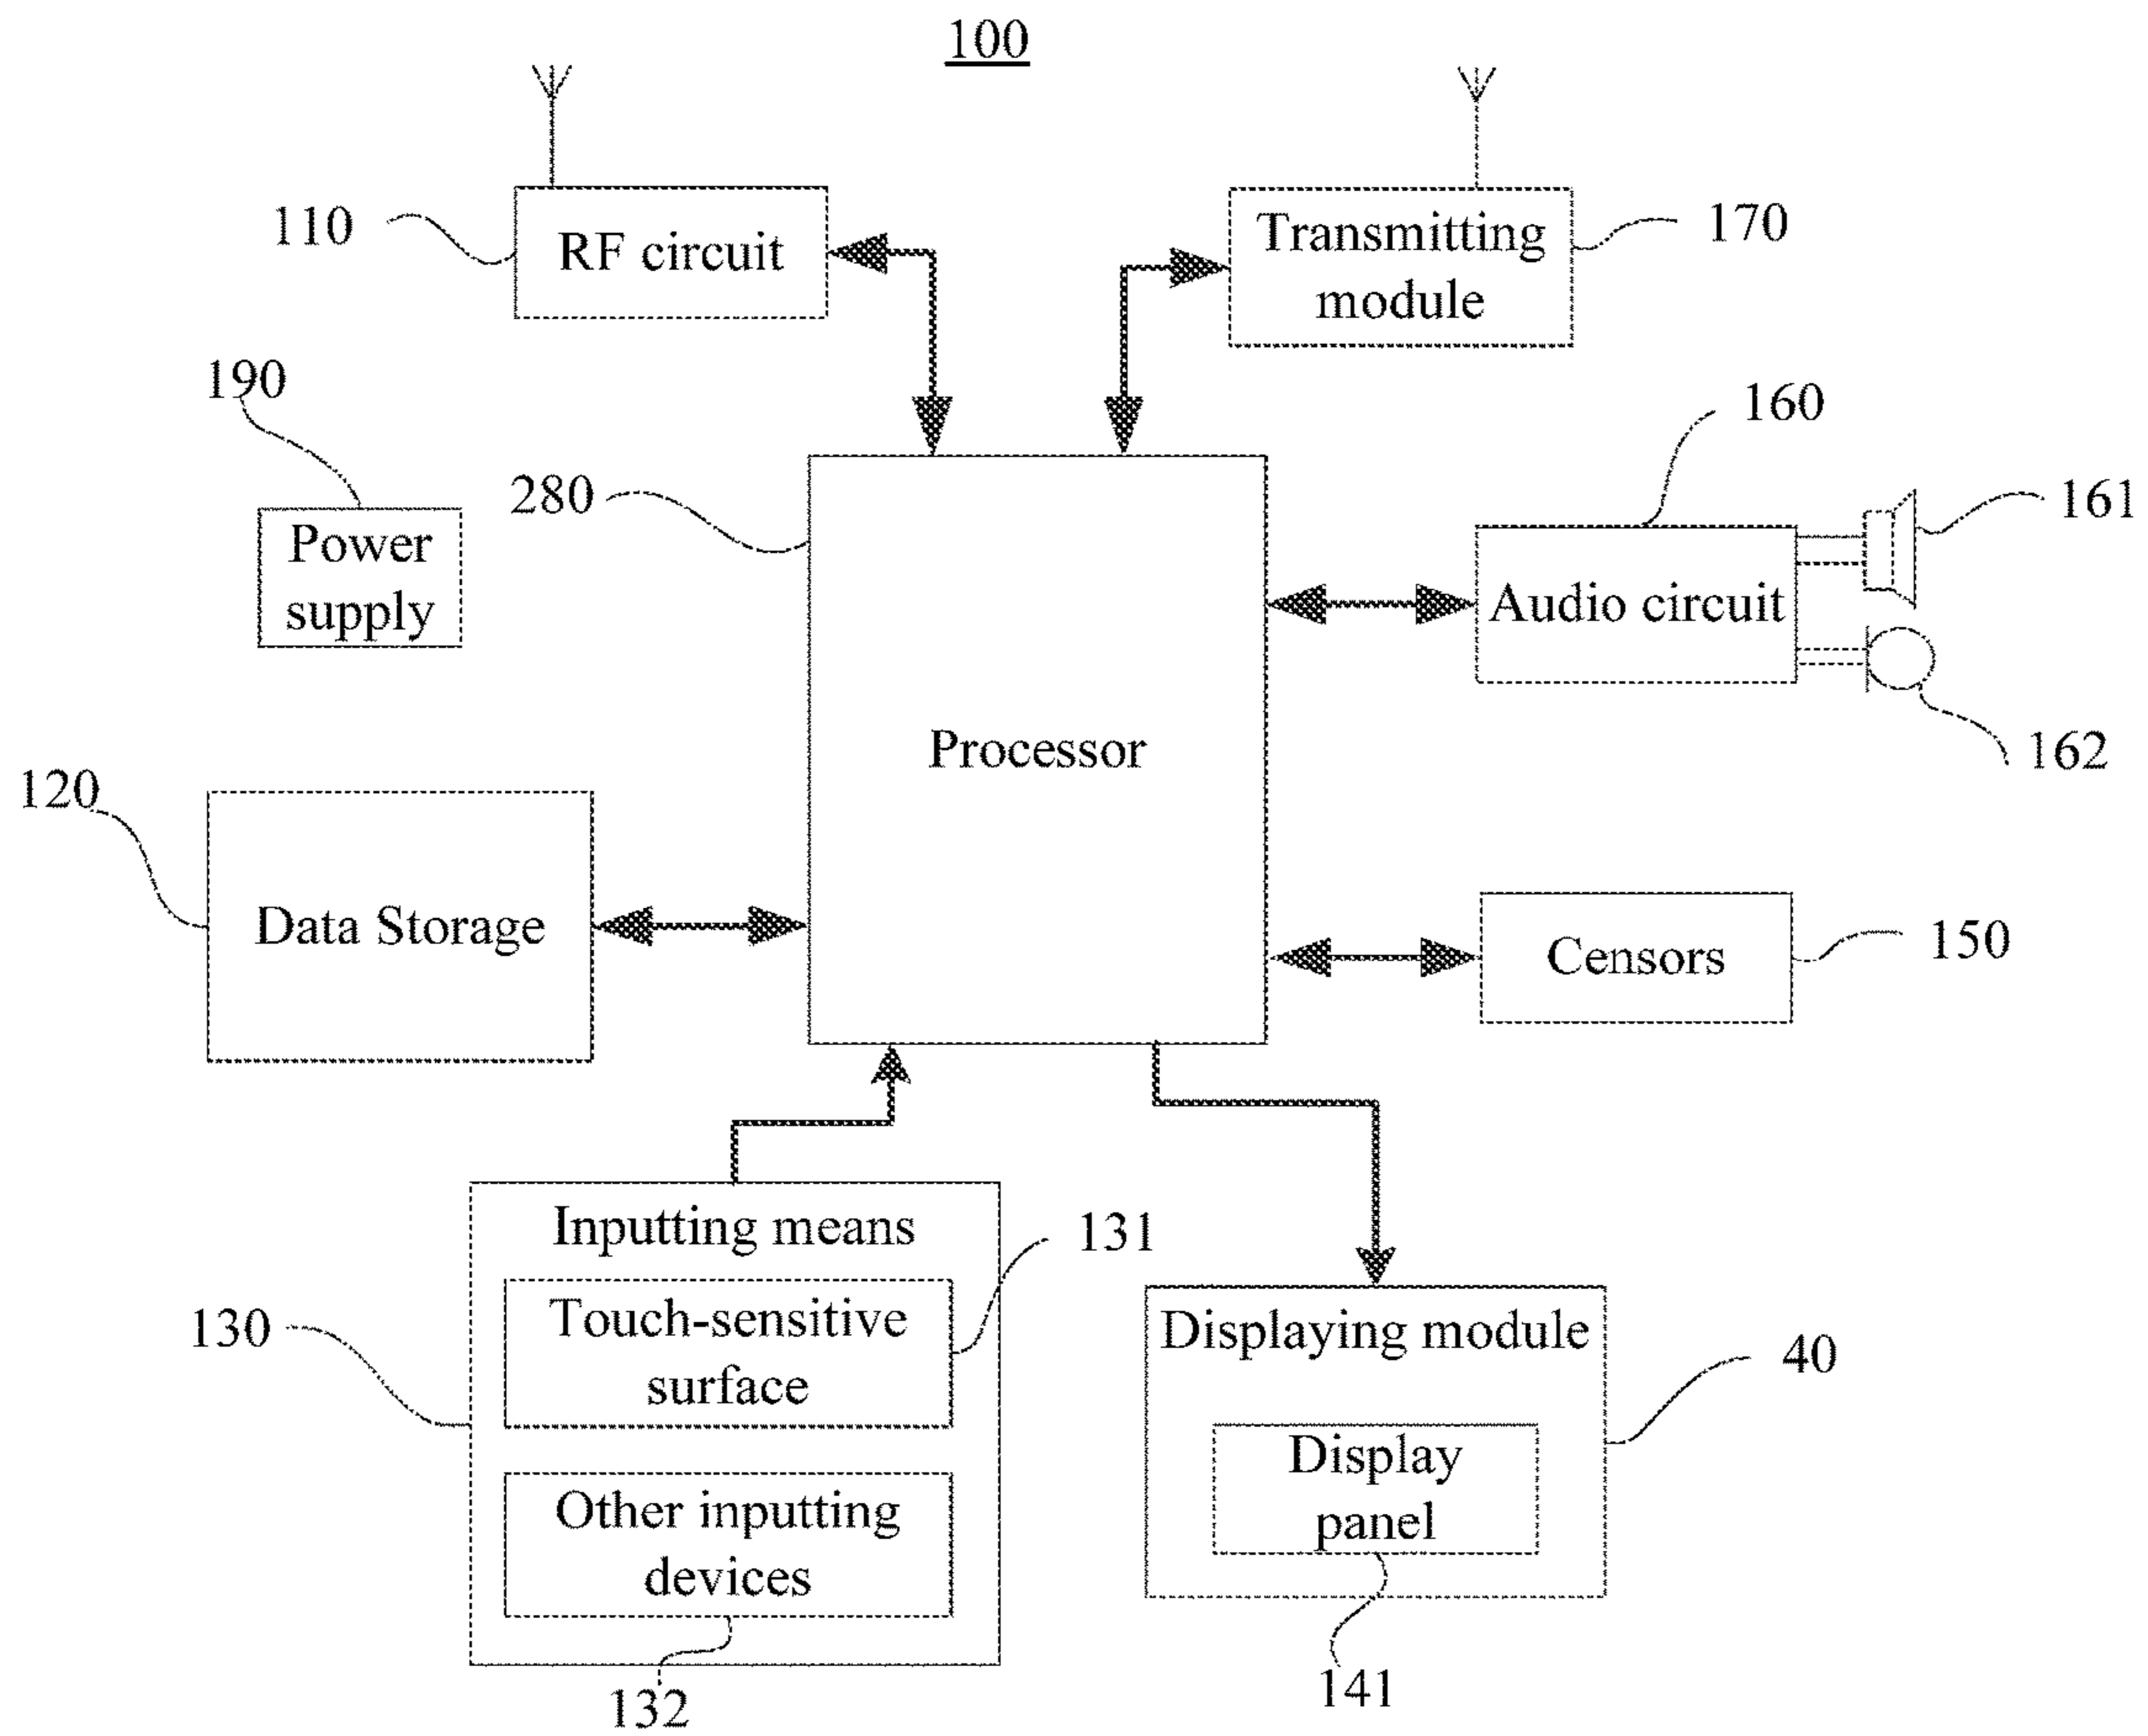 100
110
RF circuit
Transmitting
module
170
190
Power
supply
280
160
161
Audio circuit
162
Processor
120
Data Storage
Censors
150
Inputting means
131
Touch-sensitive
surface
130
Other inputting
devices
132
Displaying module
40
Display
panel
141